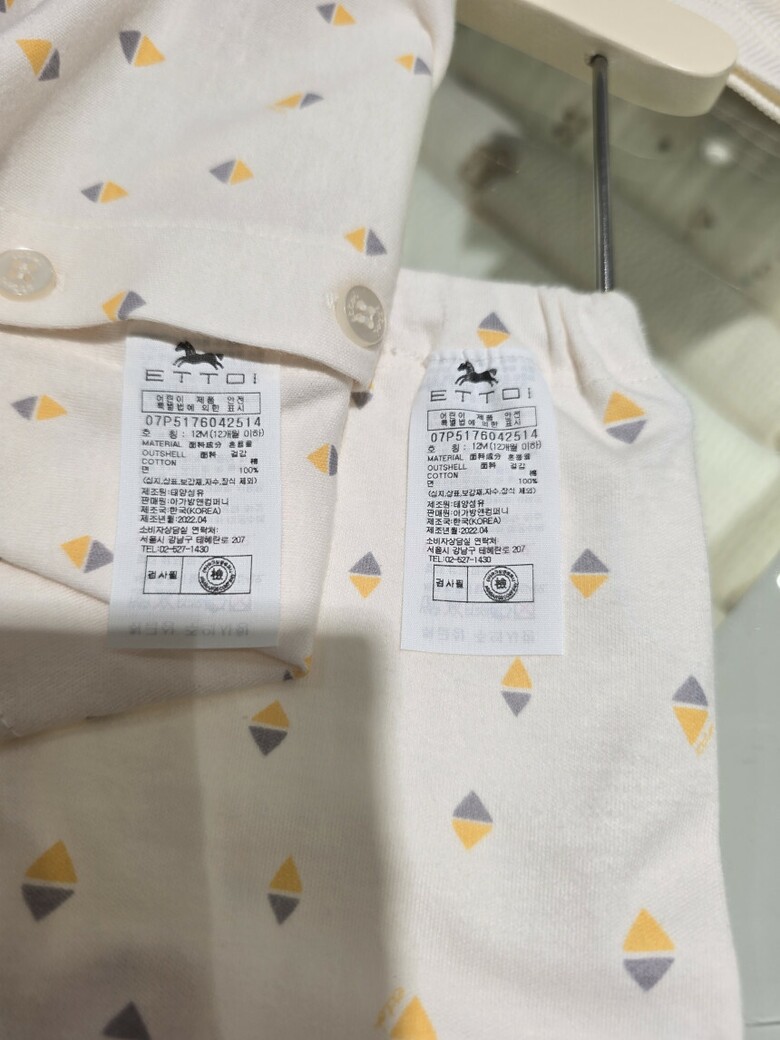 ETTOI
어린이 제품 안전
특별법에 의한 표시
07P5176042514
호 칭 : 12M(12개월 이하)
MATERIAL 面料成分 혼용율
OUTSHELL 面料 겉감
COTTON 棉
면 100%
(심지,상표,보강재,자수,장식 제외)
제조원:태양섬유
판매원:아가방앤컴퍼니
제조국:한국(KOREA)
제조년월:2022.04
소비자상담실 연락처:
서울시 강남구 테헤란로 207
TEL:02-527-1430
검사필 檢
ETTOI
어린이 제품 안전
특별법에 의한 표시
07P5176042514
호 칭 : 12M(12개월 이하)
MATERIAL 面料成分 혼용율
OUTSHELL 面料 겉감
COTTON 棉
면 100%
(심지,상표,보강재,자수,장식 제외)
제조원:태양섬유
판매원:아가방앤컴퍼니
제조국:한국(KOREA)
제조년월:2022.04
소비자상담실 연락처:
서울시 강남구 테헤란로 207
TEL:02-527-1430
검사필 檢